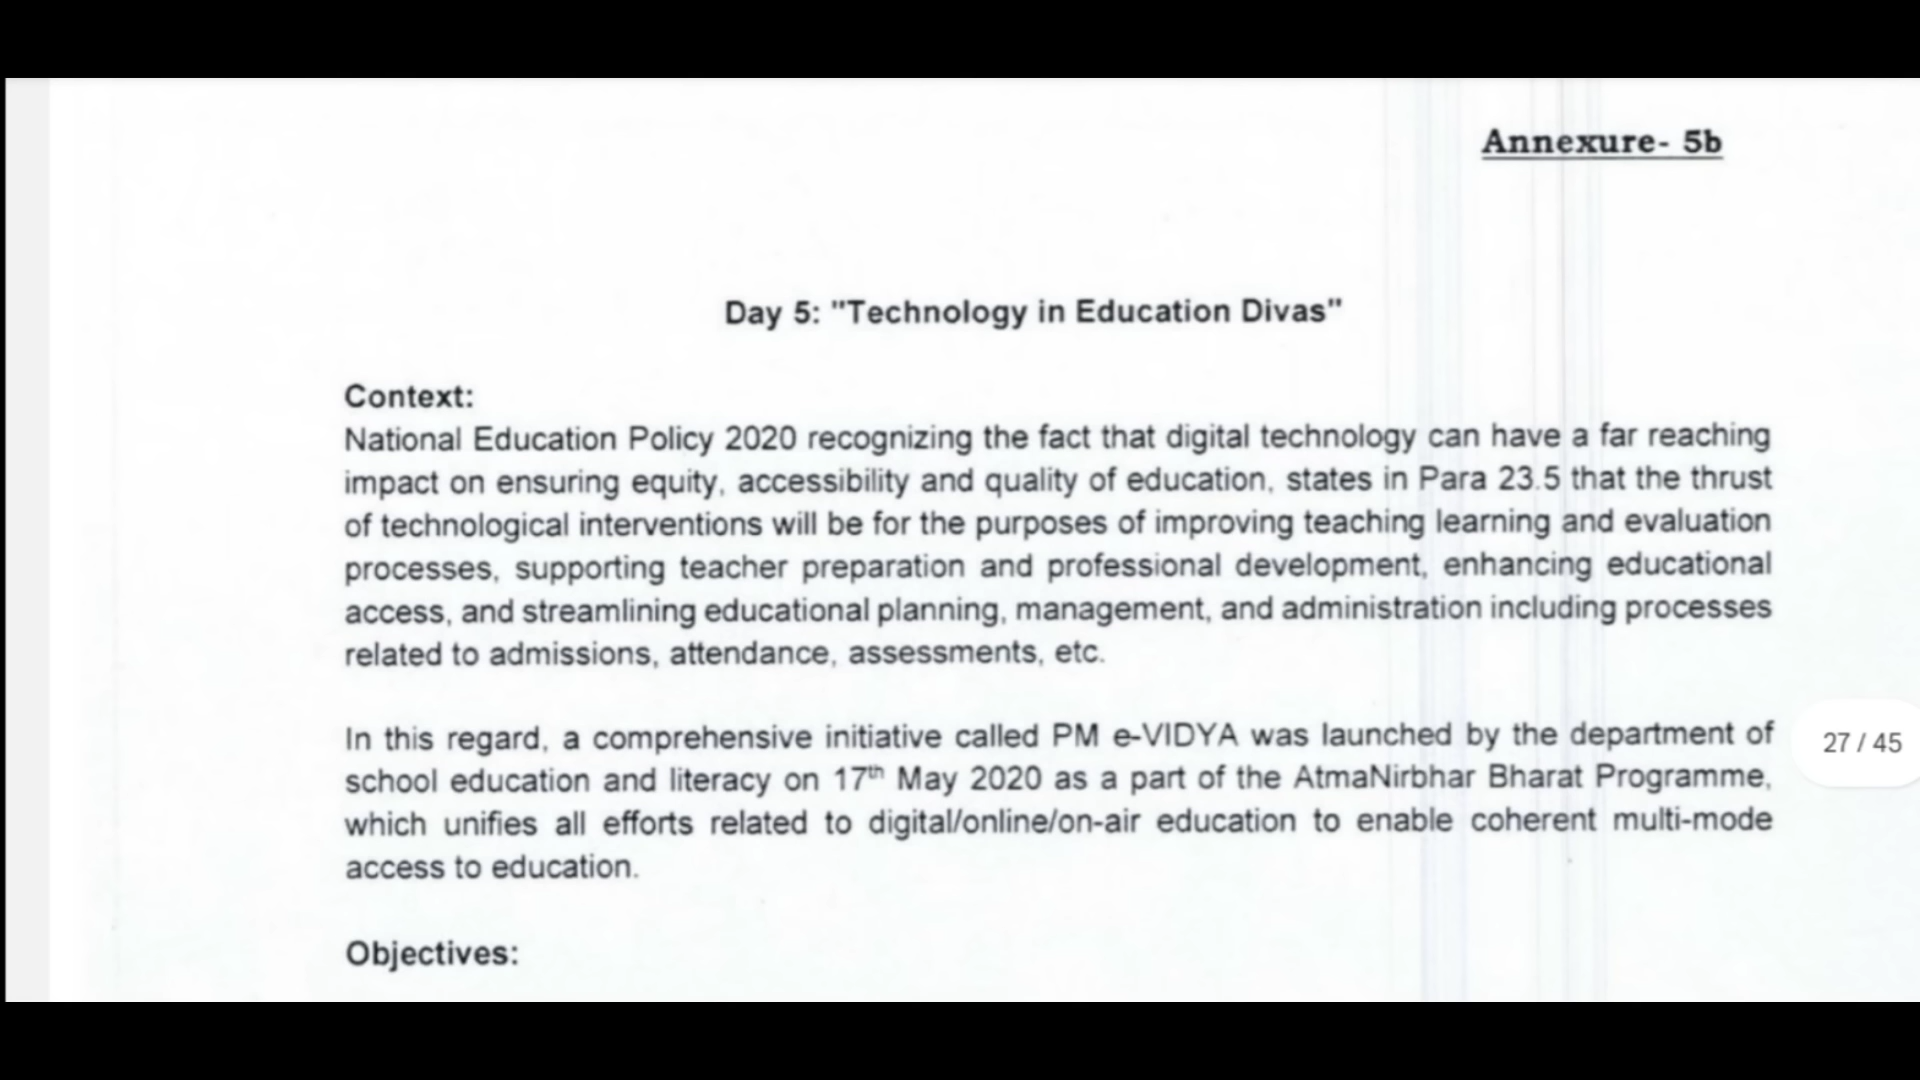 Annexure- 5b
Day 5: "Technology in Education Divas"
Context:
National Education Policy 2020 recognizing the fact that digital technology can have a far reaching
impact on ensuring equity, accessibility and quality of education, states in Para 23.5 that the thrust
of technological interventions will be for the purposes of improving teaching learning and evaluation
processes, supporting teacher preparation and professional development, enhancing educational
access, and streamlining educational planning, management, and administration including processes
related to admissions, attendance, assessments, etc.
In this regard, a comprehensive initiative called PM e-VIDYA was launched by the department of
school education and literacy on 17th May 2020 as a part of the AtmaNirbhar Bharat Programme,
which unifies all efforts related to digital/online/on-air education to enable coherent multi-mode
access to education.
27 / 45
Objectives: